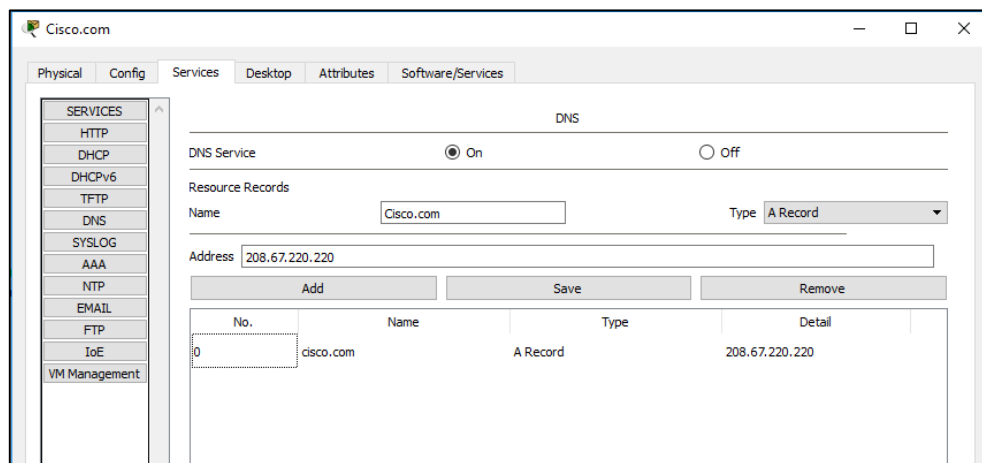 Cisco.com
Physical Config Services Desktop Attributes Software/Services
SERVICES
HTTP
DHCP
DHCPv6
TFTP
DNS
SYSLOG
AAA
NTP
EMAIL
FTP
IoE
VM Management
DNS
DNS Service On Off
Resource Records
Name Cisco.com Type A Record
Address 208.67.220.220
Add Save Remove
No. Name Type Detail
0 cisco.com A Record 208.67.220.220